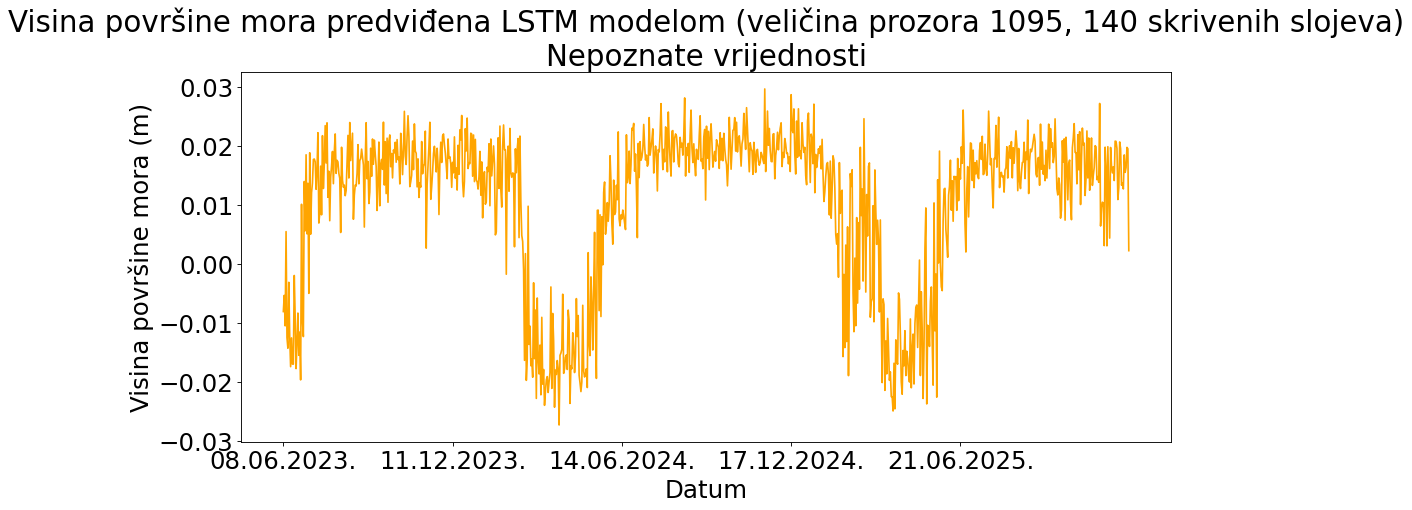 Visina površine mora predviđena LSTM modelom (veličina prozora 1095, 140 skrivenih slojeva)
Nepoznate vrijednosti
Visina površine mora (m)
0.03
0.02
0.01
0.00
−0.01
−0.02
−0.03
08.06.2023. 11.12.2023. 14.06.2024. 17.12.2024. 21.06.2025.
Datum